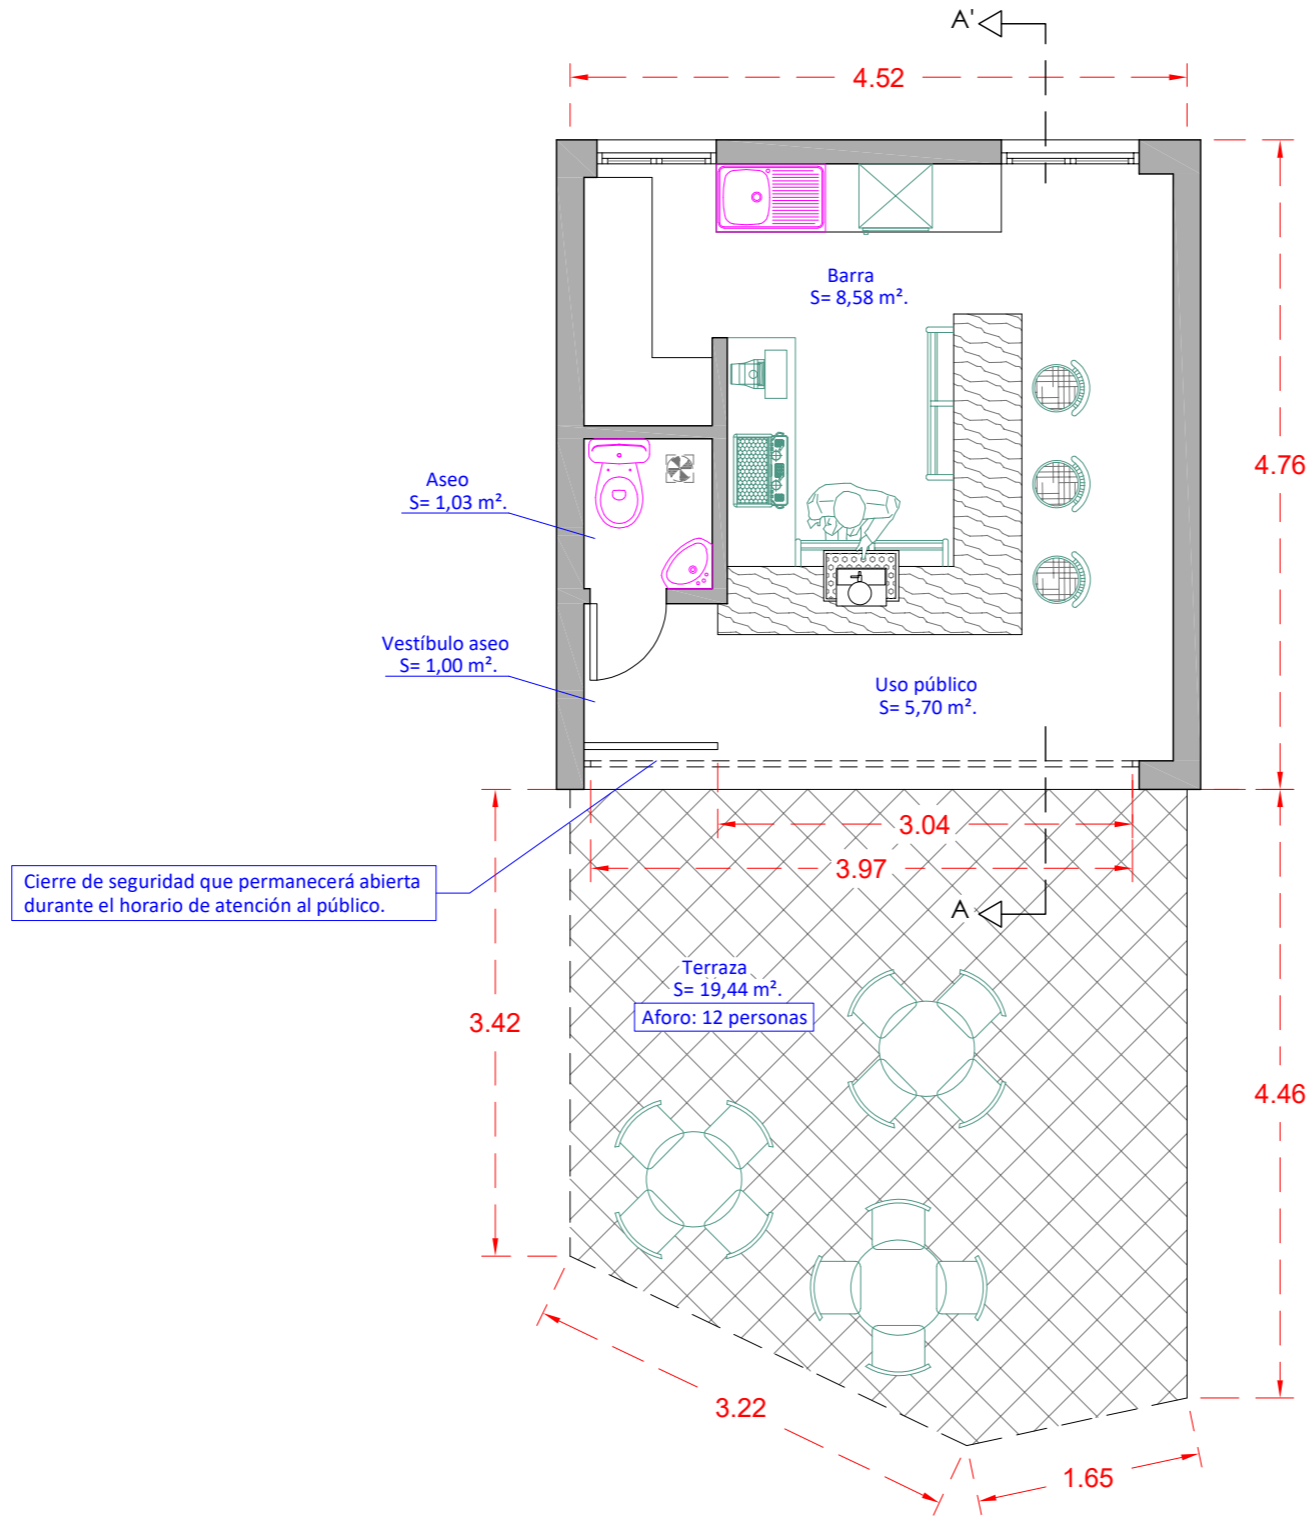 A'
4.52
Barra
S= 8,58 m².
4.76
Aseo
S= 1,03 m².
Vestíbulo aseo
S= 1,00 m².
Uso público
S= 5,70 m².
3.04
3.97
Cierre de seguridad que permanecerá abierta
durante el horario de atención al público.
A
Terraza
S= 19,44 m².
Aforo: 12 personas
3.42
4.46
3.22
1.65